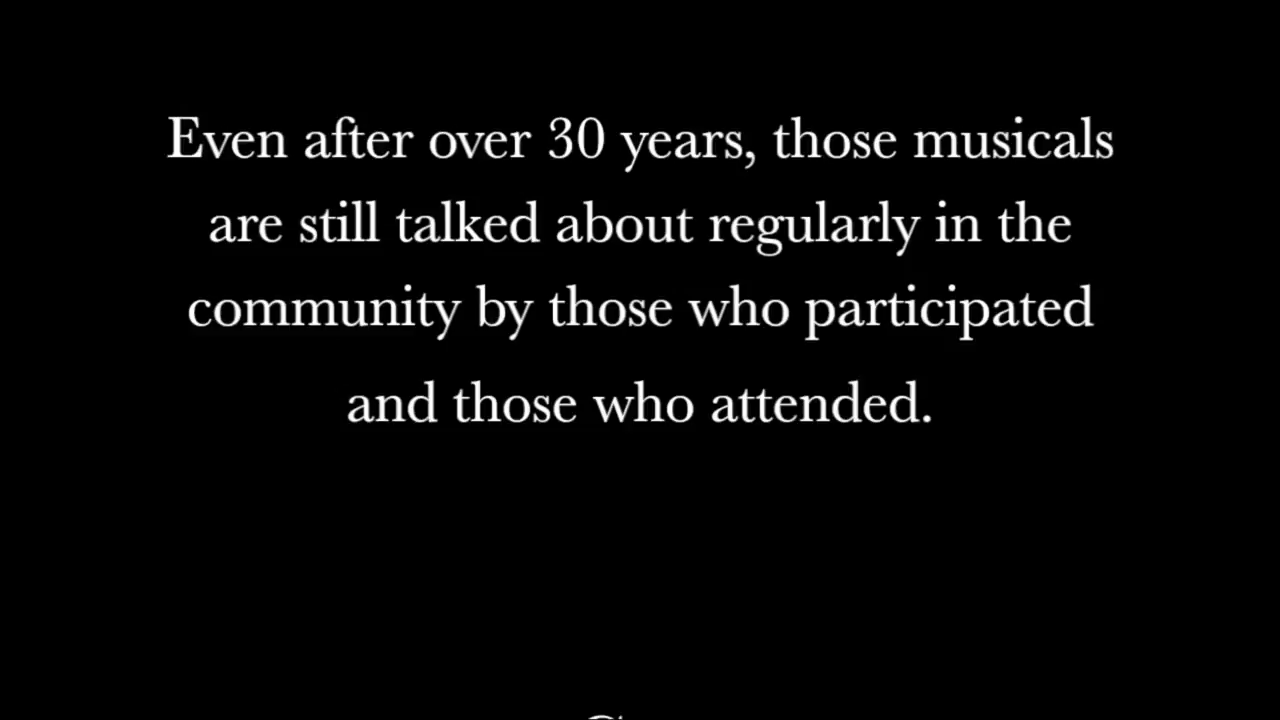 Even after over 30 years, those musicals
are still talked about regularly in the
community by those who participated
and those who attended.